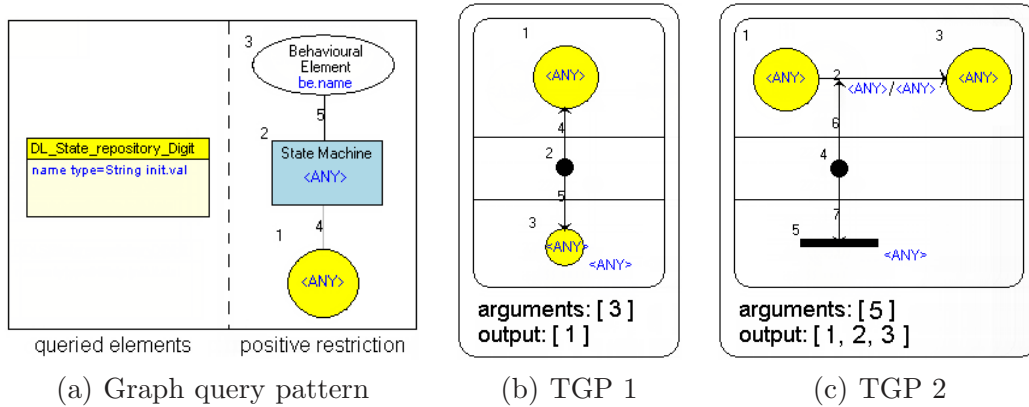 DL_State_repository_Digit
name type=String init.val
3
Behavioural
Element
be.name
5
2
State Machine
<ANY>
4
1
<ANY>
queried elements
positive restriction
(a) Graph query pattern
1
<ANY>
4
2
5
3
<ANY>
<ANY>
arguments: [ 3 ]
output: [ 1 ]
(b) TGP 1
1
3
<ANY>
2
<ANY>
<ANY>/<ANY>
6
4
7
5
<ANY>
arguments: [ 5 ]
output: [ 1, 2, 3 ]
(c) TGP 2